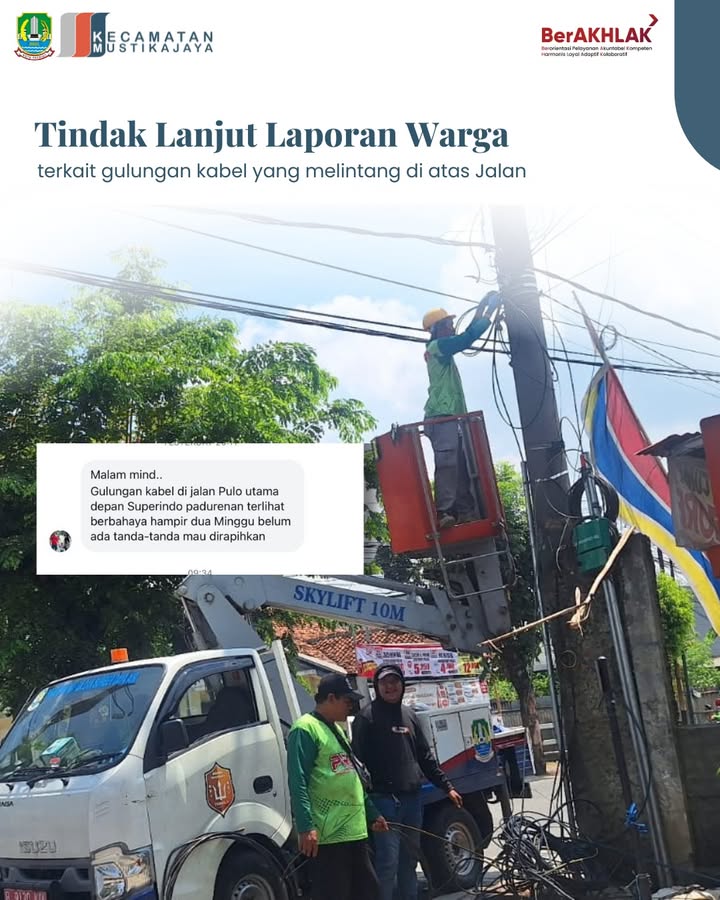 KECAMATAN
MUSTIKAJAYA
BerAKHLAK
Berorientasi Pelayanan Akuntabel Kompeten
Harmonis Loyal Adaptif Kolaboratif
Tindak Lanjut Laporan Warga
terkait gulungan kabel yang melintang di atas Jalan
Malam mind..
Gulungan kabel di jalan Pulo utama
depan Superindo padurenan terlihat
berbahaya hampir dua Minggu belum
ada tanda-tanda mau dirapihkan
09:34
SKYLIFT 10M
ISUZU